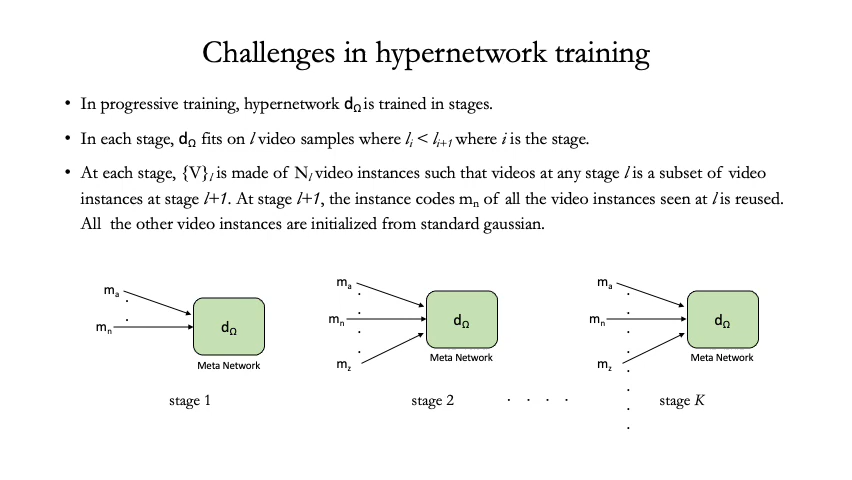 Challenges in hypernetwork training
• In progressive training, hypernetwork dΩ is trained in stages.
• In each stage, dΩ fits on l video samples where li < li+1 where i is the stage.
• At each stage, {V}l is made of Nl video instances such that videos at any stage l is a subset of video
instances at stage l+1. At stage l+1, the instance codes mn of all the video instances seen at l is reused.
All the other video instances are initialized from standard gaussian.
ma
mn
dΩ
Meta Network
stage 1
ma
mn
mz
dΩ
Meta Network
stage 2
. . . .
ma
mn
mz
dΩ
Meta Network
stage K